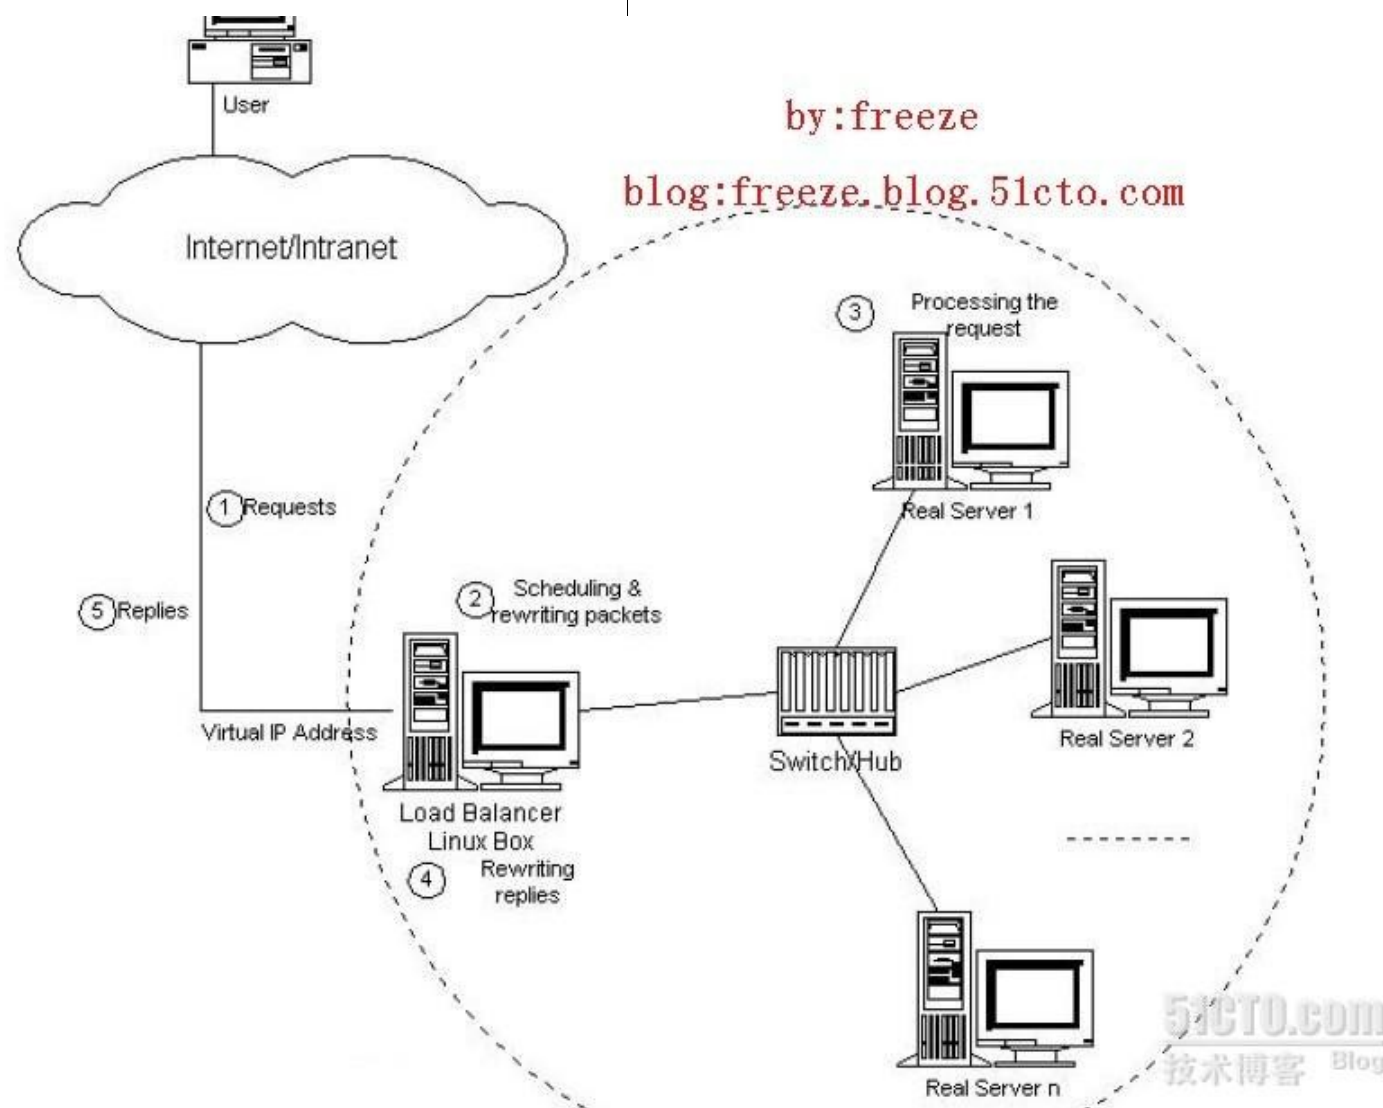 User
by:freeze
blog:freeze.blog.51cto.com
Internet/Intranet
3
Processing the
request
1
Requests
Real Server 1
2
Scheduling &
rewriting packets
5
Replies
Virtual IP Address
Real Server 2
Switch/Hub
Load Balancer
Linux Box
4
Rewriting
replies
Real Server n
51CTO.com
技术博客 Blog